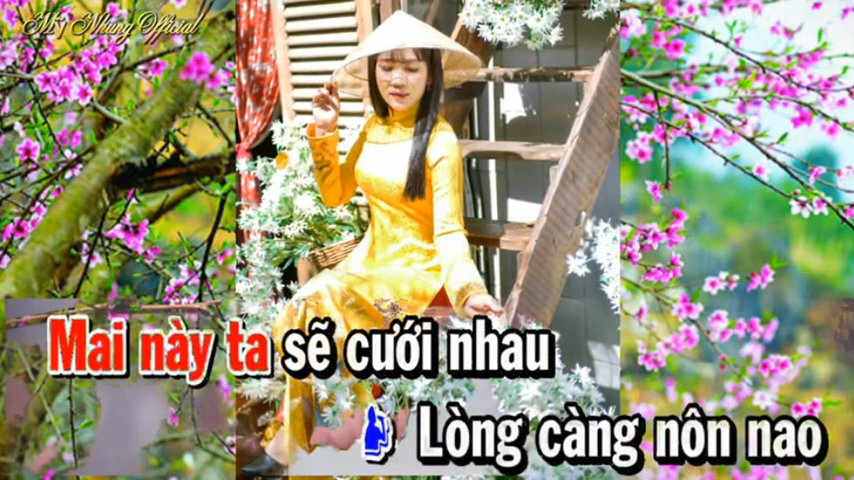 Mỹ Nhung Official
Mai này ta sẽ cưới nhau
Lòng càng nôn nao